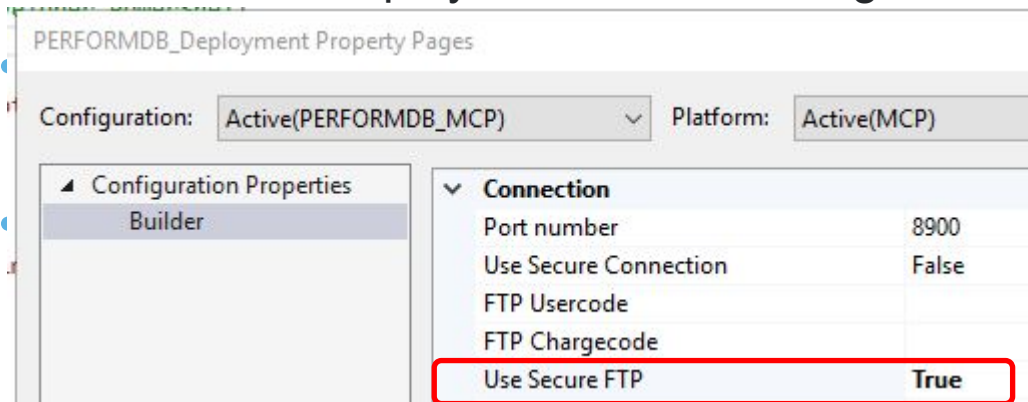 PERFORMDB_Deployment Property Pages
Configuration: Active(PERFORMDB_MCP) Platform: Active(MCP)
Configuration Properties
Builder
Connection
Port number 8900
Use Secure Connection False
FTP Usercode
FTP Chargecode
Use Secure FTP True